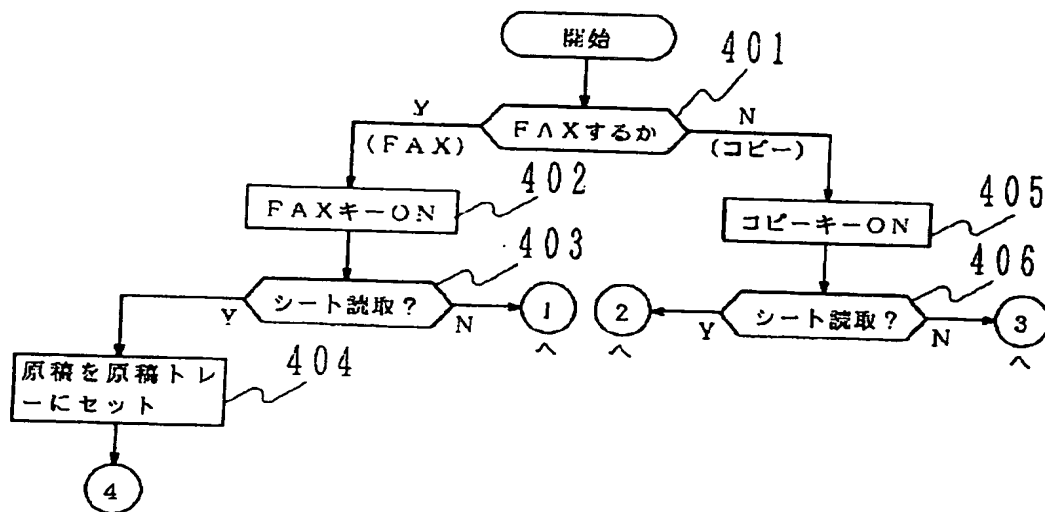 開始
401
FAXするか
Y
(FAX)
N
(コピー)
402
FAXキーON
405
コピーキーON
403
シート読取?
Y
N
1
へ
2
へ
406
シート読取?
Y
N
3
へ
404
原稿を原稿トレ
ーにセット
4